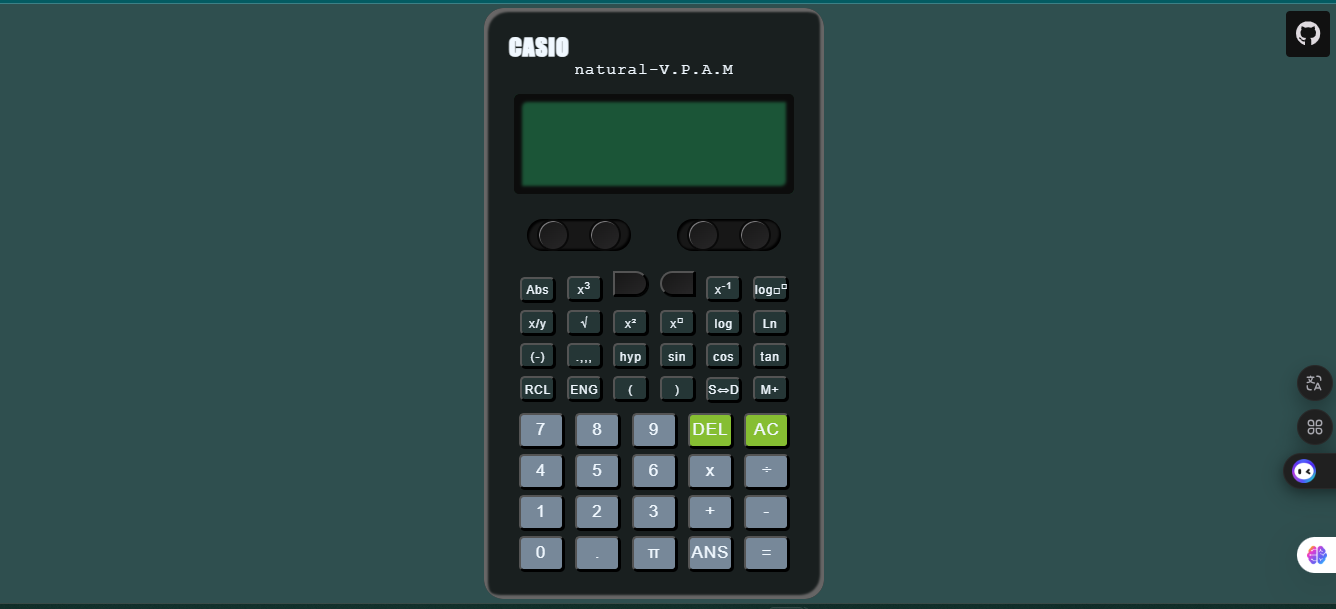 CASIO
natural-V.P.A.M
Abs x³ x⁻¹ log▫▫
x/y √ x² x▫ log Ln
(-) .,,, hyp sin cos tan
RCL ENG ( ) S⇔D M+
7 8 9 DEL AC
4 5 6 x ÷
1 2 3 + -
0 . π ANS =